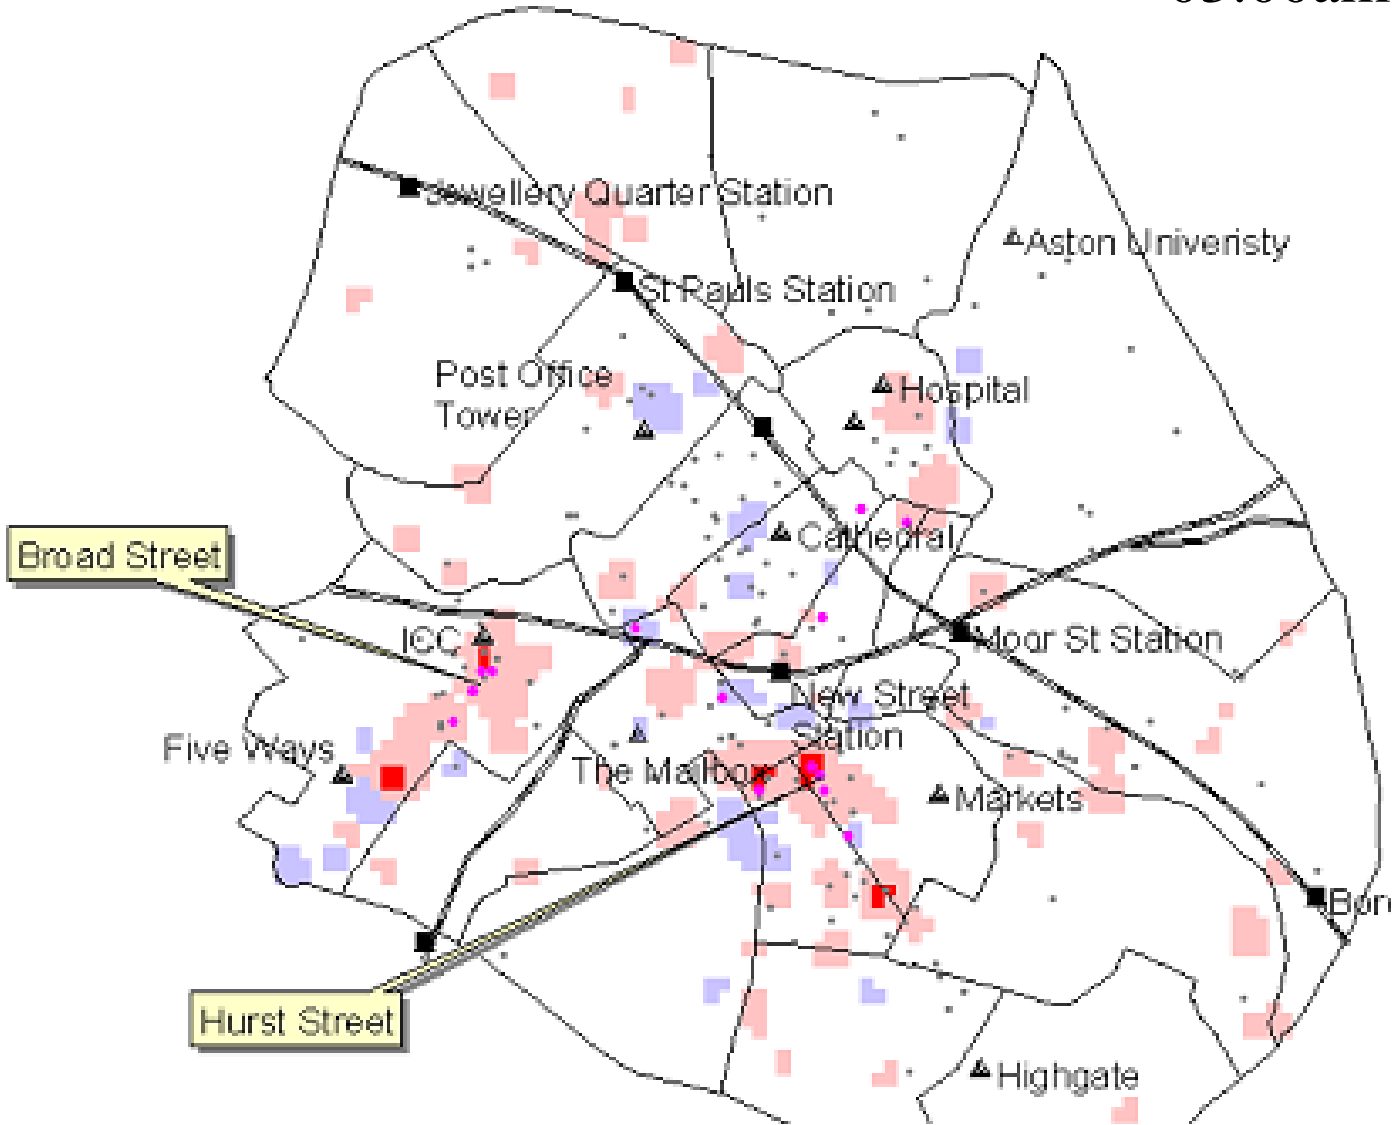 Jewellery Quarter Station
Aston Univeristy
St Pauls Station
Post Office
Tower
Hospital
Cathedral
Broad Street
ICC
Moor St Station
New Street
Station
Five Ways
The Mailbox
Markets
Hurst Street
Highgate